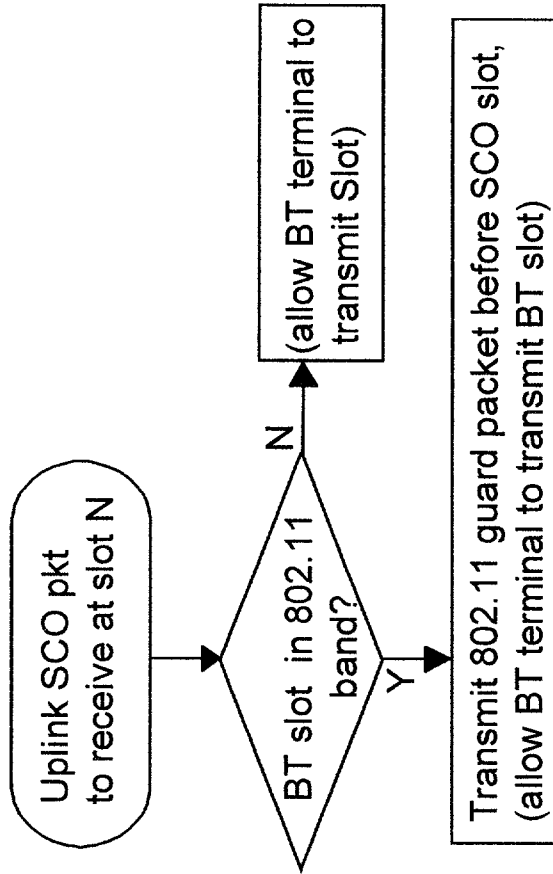 Uplink SCO pkt
to receive at slot N
BT slot in 802.11
band?
N
(allow BT terminal to
transmit Slot)
Y
Transmit 802.11 guard packet before SCO slot,
(allow BT terminal to transmit BT slot)